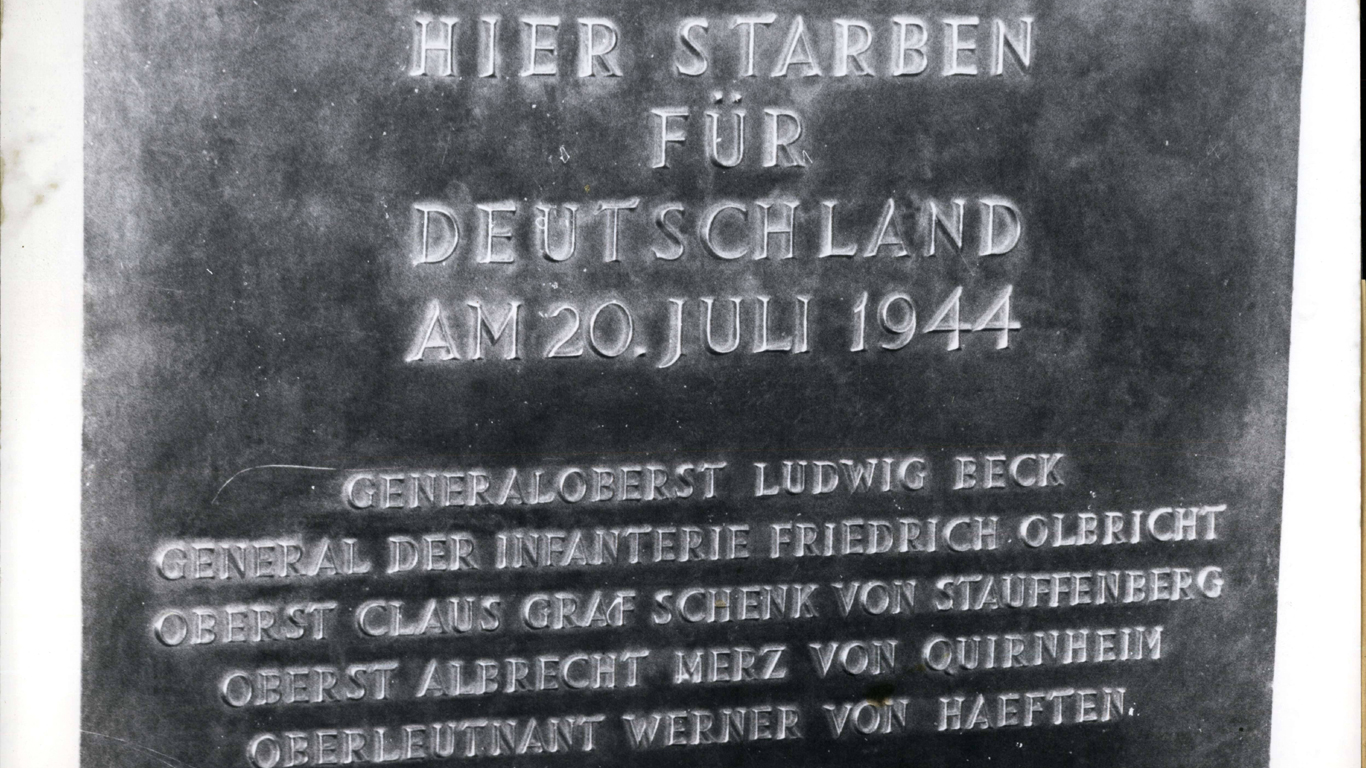 HIER STARBEN
FÜR
DEUTSCHLAND
AM 20. JULI 1944
GENERALOBERST LUDWIG BECK
GENERAL DER INFANTERIE FRIEDRICH OLBRICHT
OBERST CLAUS GRAF SCHENK VON STAUFFENBERG
OBERST ALBRECHT MERZ VON QUIRNHEIM
OBERLEUTNANT WERNER VON HAEFTEN